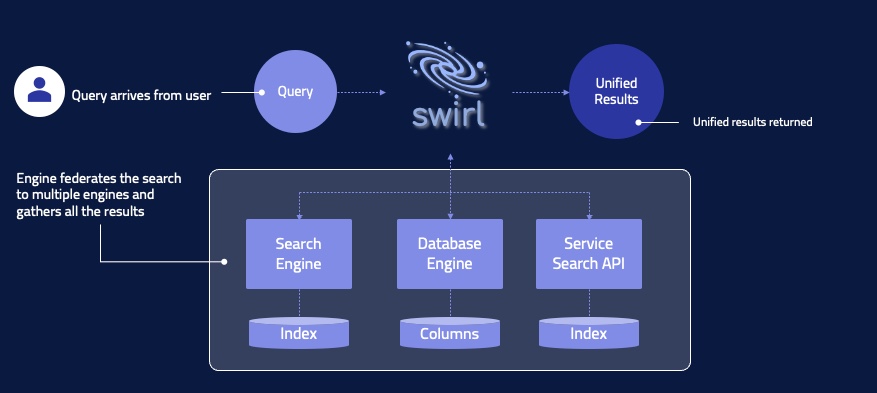 Query arrives from user
Query
swirl
Unified
Results
Unified results returned
Engine federates the search
to multiple engines and
gathers all the results
Search
Engine
Database
Engine
Service
Search API
Index
Columns
Index